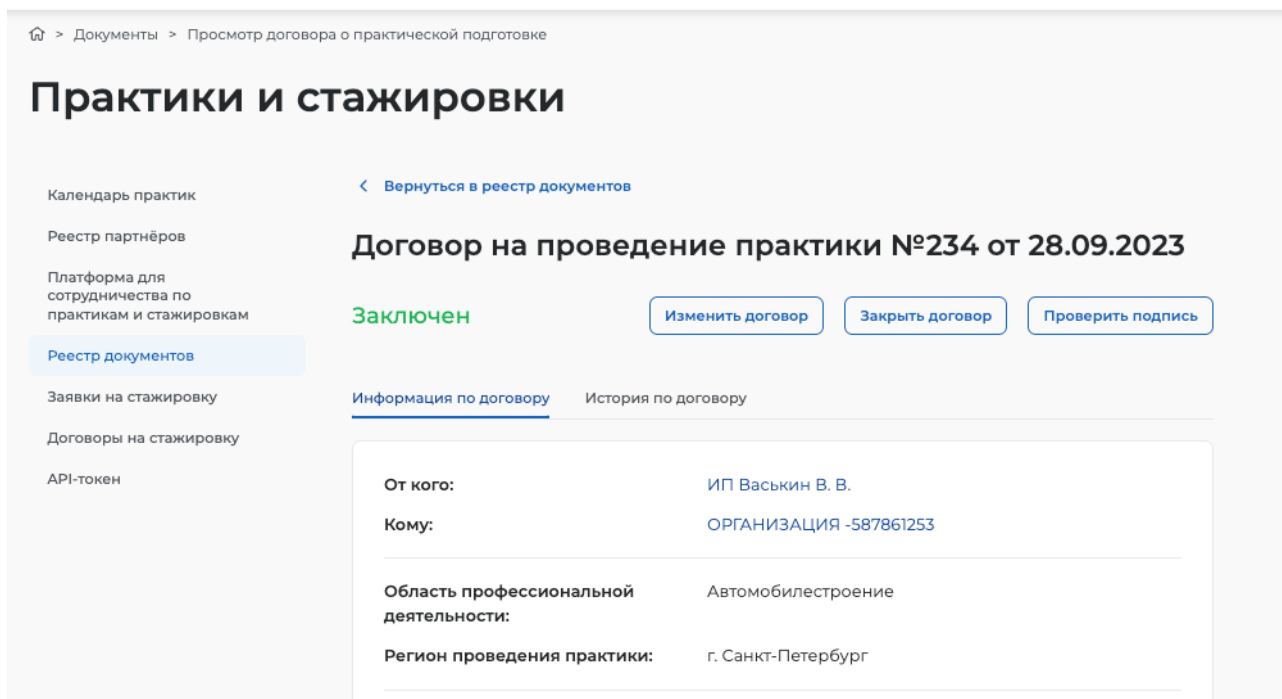 > Документы > Просмотр договора о практической подготовке
Практики и стажировки
Календарь практик
Реестр партнёров
Платформа для
сотрудничества по
практикам и стажировкам
Реестр документов
Заявки на стажировку
Договоры на стажировку
API-токен
Вернуться в реестр документов
Договор на проведение практики №234 от 28.09.2023
Заключен
Изменить договор
Закрыть договор
Проверить подпись
Информация по договору
История по договору
От кого: ИП Васькин В. В.
Кому: ОРГАНИЗАЦИЯ -587861253
Область профессиональной Автомобилестроение
деятельности:
Регион проведения практики: г. Санкт-Петербург